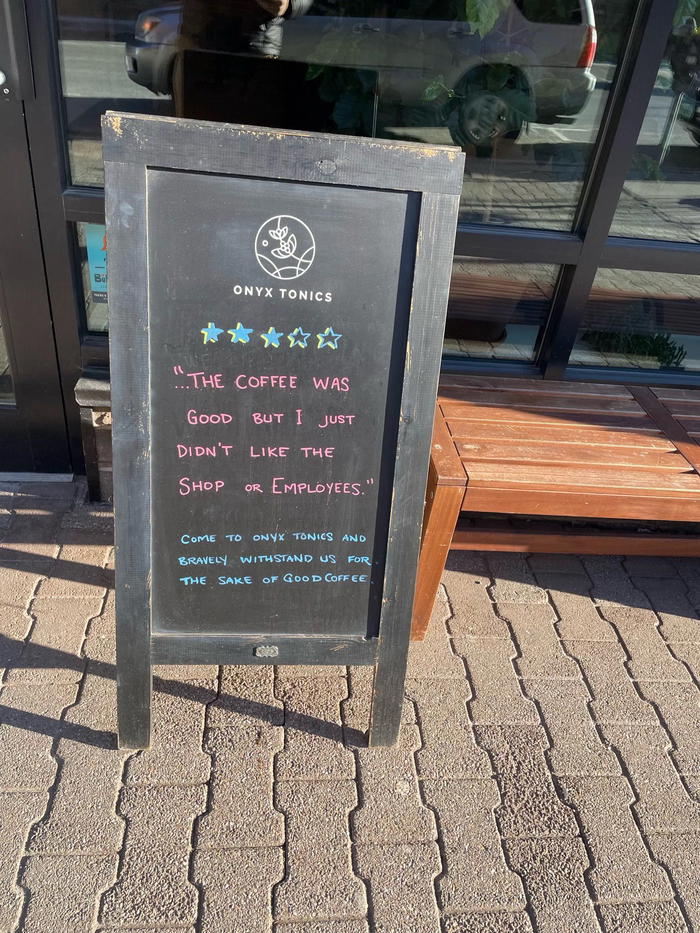 ONYX TONICS
"...THE COFFEE WAS
GOOD BUT I JUST
DIDN'T LIKE THE
SHOP OR EMPLOYEES."
COME TO ONYX TONICS AND
BRAVELY WITHSTAND US FOR
THE SAKE OF GOOD COFFEE